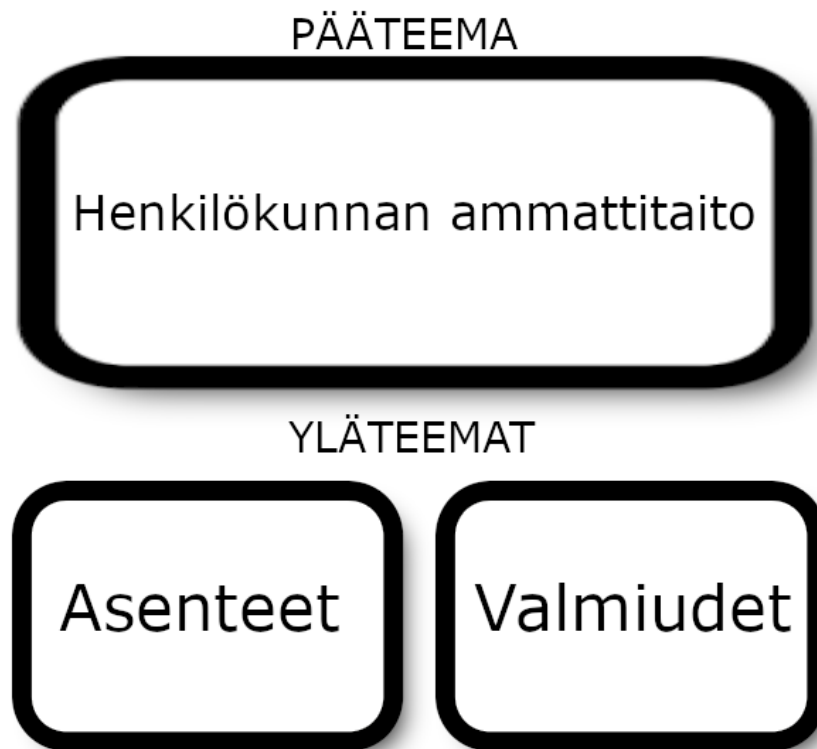 PÄÄTEEMA
Henkilökunnan ammattitaito
YLÄTEEMAT
Asenteet
Valmiudet